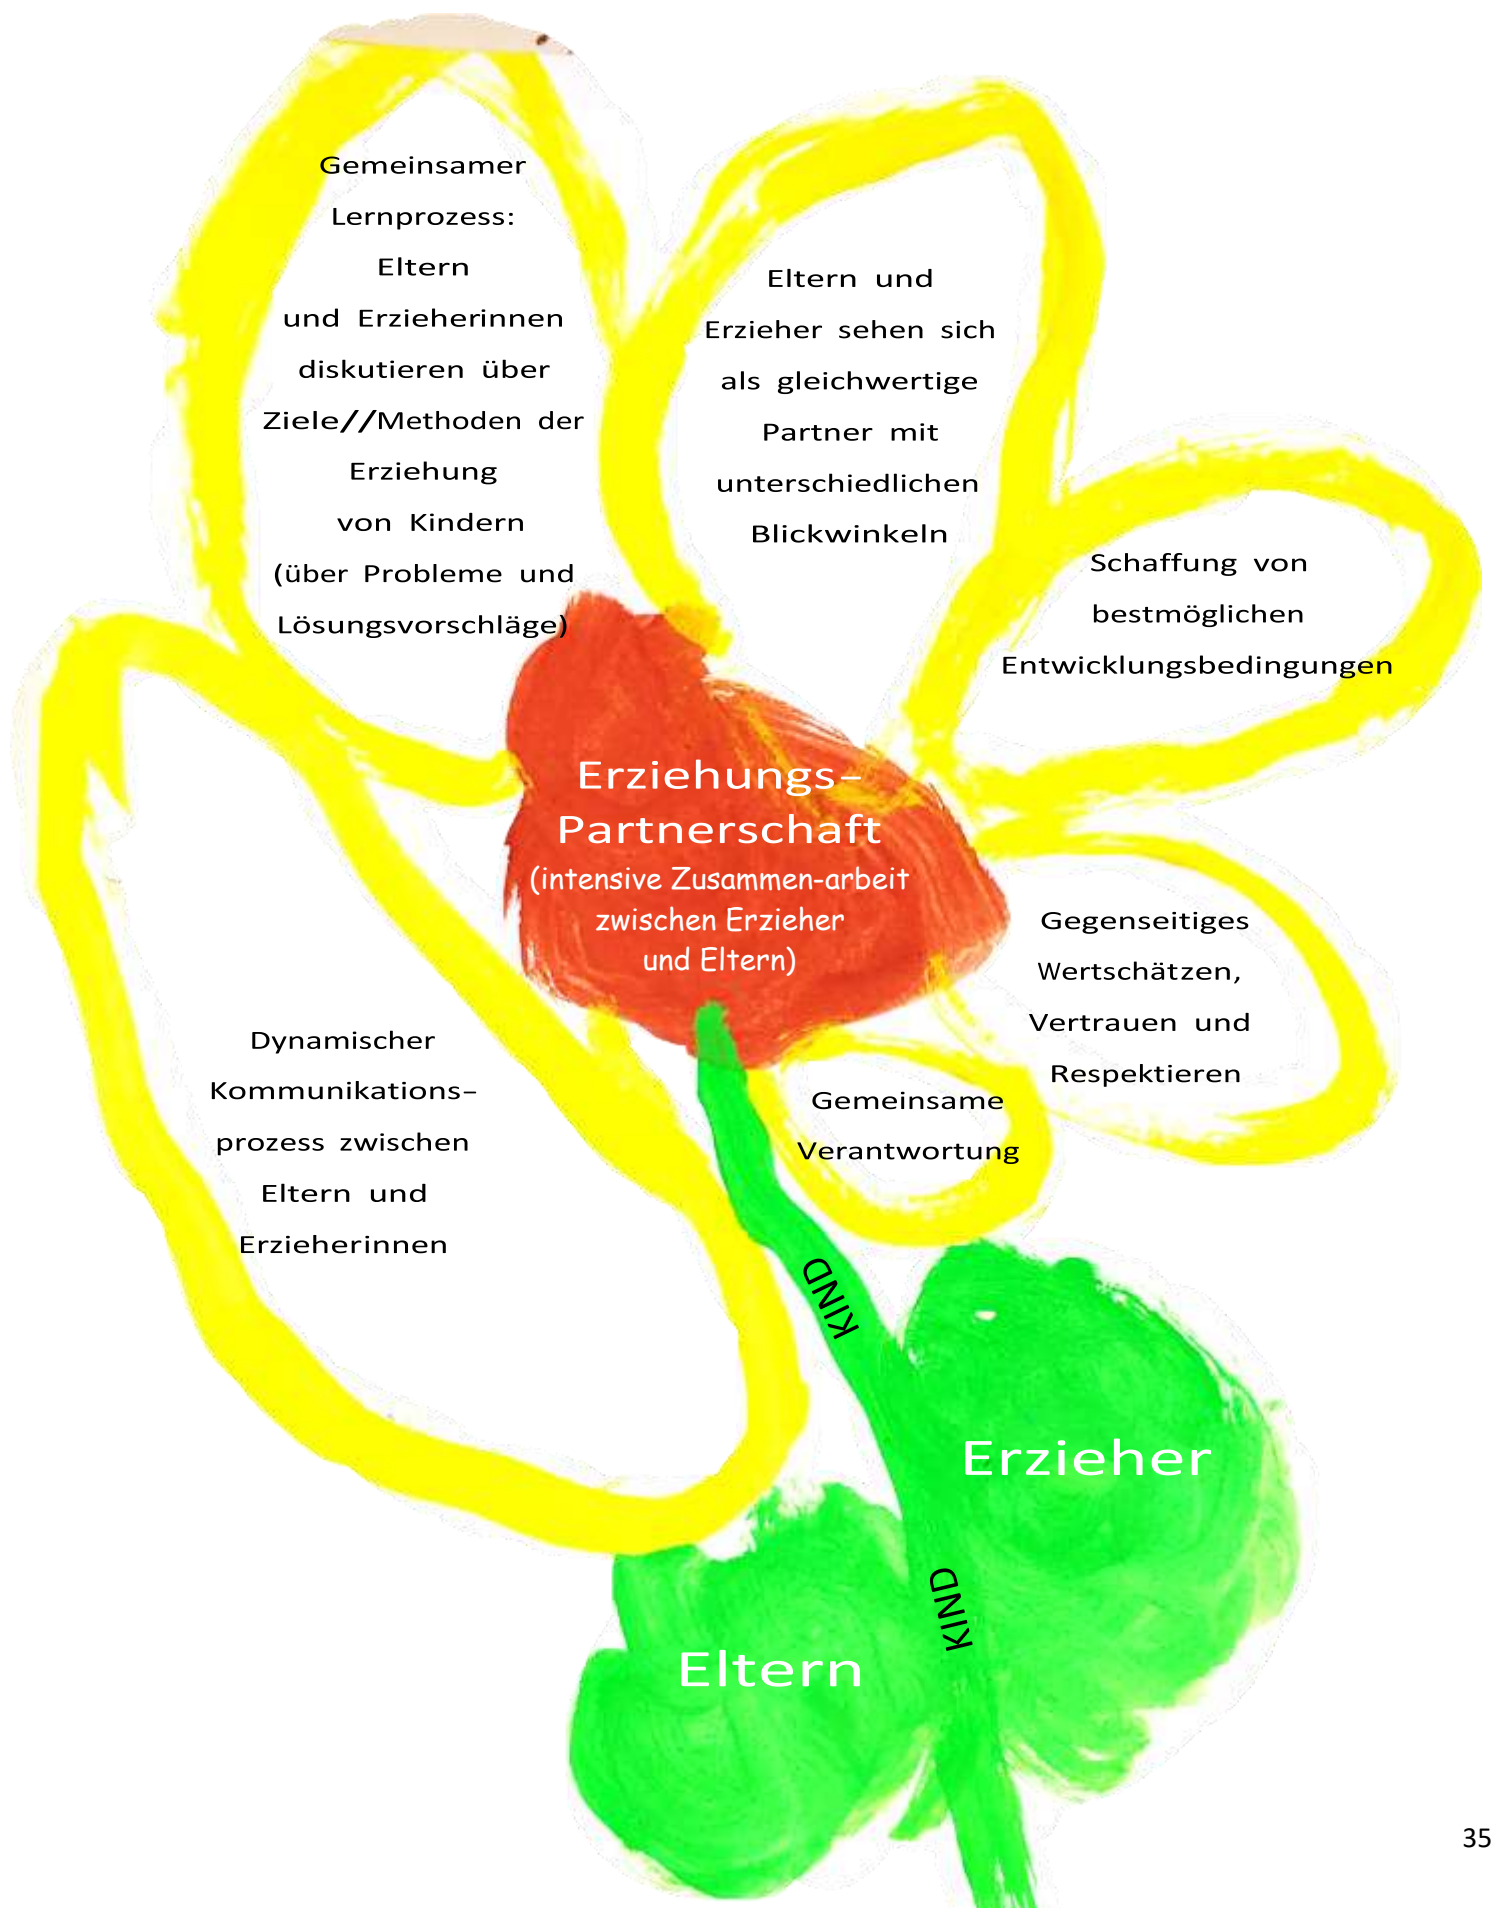 Gemeinsamer
Lernprozess:
Eltern
und Erzieherinnen
diskutieren über
Ziele//Methoden der
Erziehung
von Kindern
(über Probleme und
Lösungsvorschläge)
Eltern und
Erzieher sehen sich
als gleichwertige
Partner mit
unterschiedlichen
Blickwinkeln
Schaffung von
bestmöglichen
Entwicklungsbedingungen
Erziehungs-
Partnerschaft
(intensive Zusammen-arbeit
zwischen Erzieher
und Eltern)
Gegenseitiges
Wertschätzen,
Vertrauen und
Respektieren
Gemeinsame
Verantwortung
Dynamischer
Kommunikations-
prozess zwischen
Eltern und
Erzieherinnen
KIND
Erzieher
KIND
Eltern
35